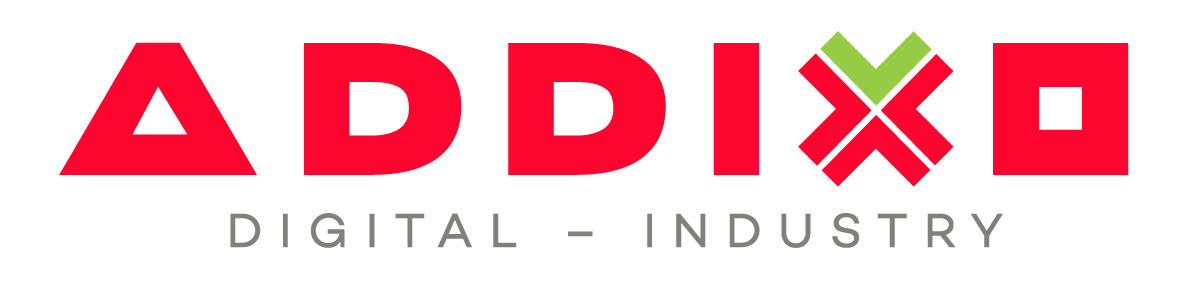 ADDIXO
DIGITAL – INDUSTRY